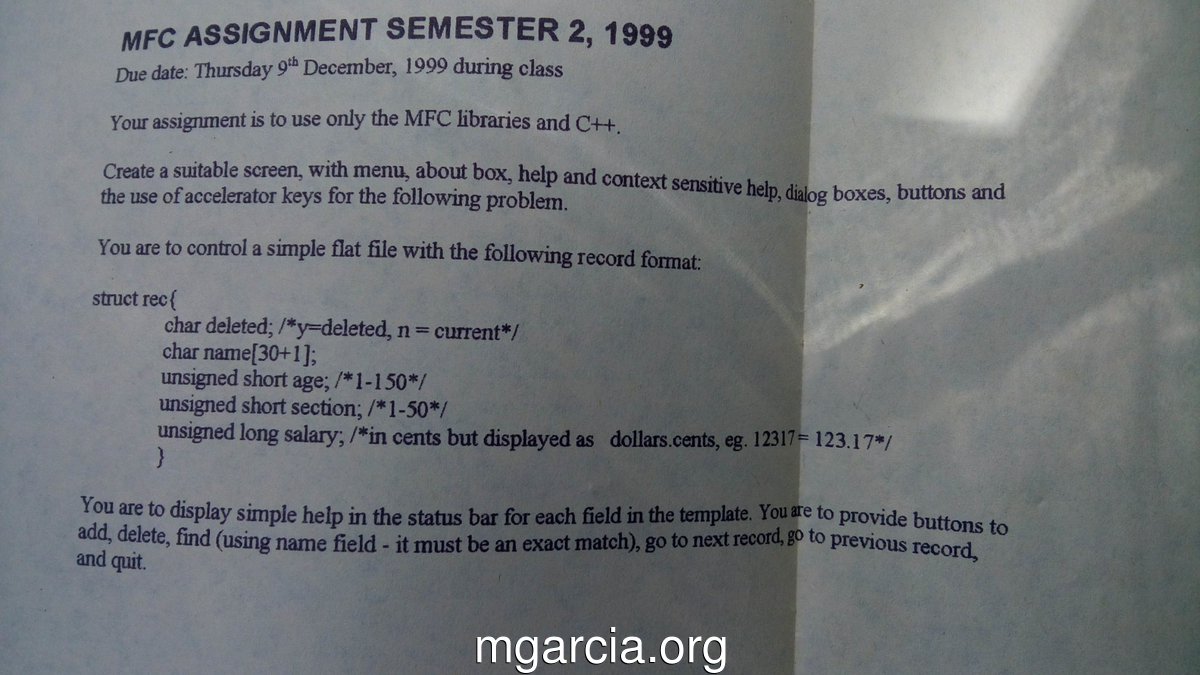 MFC ASSIGNMENT SEMESTER 2, 1999
Due date: Thursday 9th December, 1999 during class
Your assignment is to use only the MFC libraries and C++.
Create a suitable screen, with menu, about box, help and context sensitive help, dialog boxes, buttons and
the use of accelerator keys for the following problem.
You are to control a simple flat file with the following record format:
struct rec{
char deleted; /*y=deleted, n = current*/
char name[30+1];
unsigned short age; /*1-150*/
unsigned short section; /*1-50*/
unsigned long salary; /*in cents but displayed as dollars.cents, eg. 12317= 123.17*/
}
You are to display simple help in the status bar for each field in the template. You are to provide buttons to
add, delete, find (using name field - it must be an exact match), go to next record, go to previous record,
and quit.
mgarcia.org